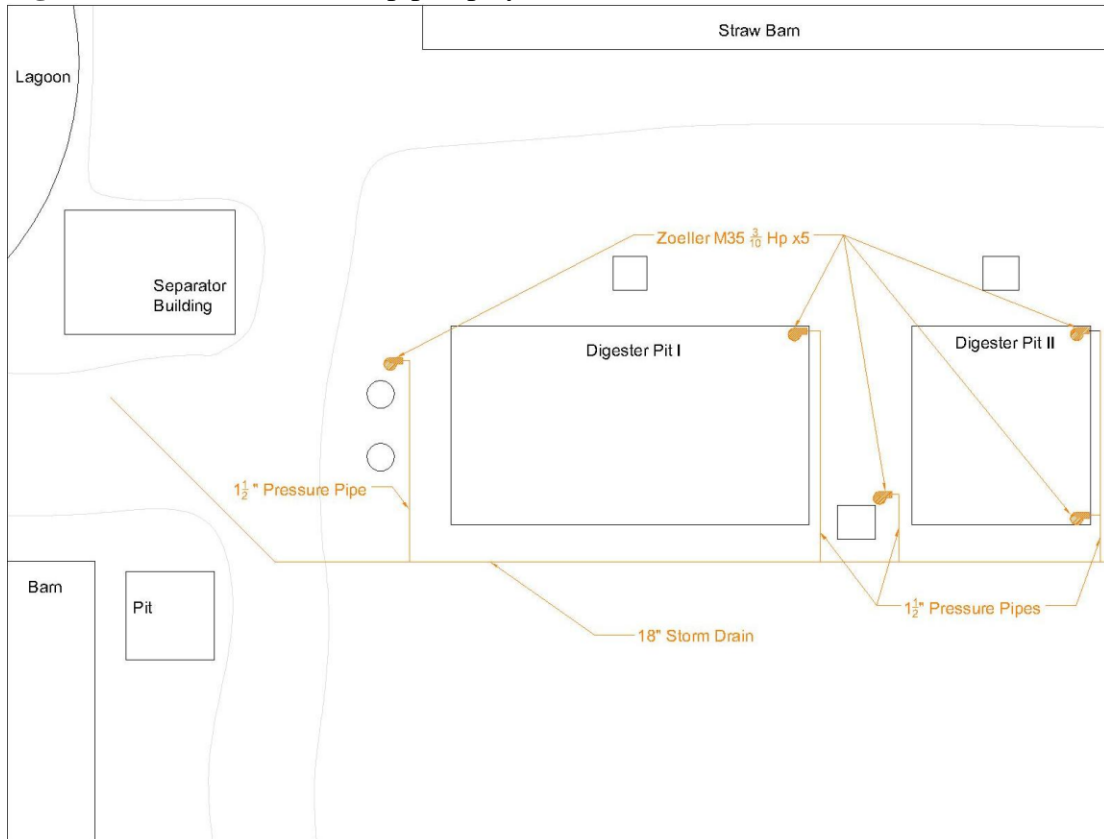 Straw Barn
Lagoon
Zoeller M35 3/10 Hp x5
Separator
Building
Digester Pit I
Digester Pit II
1 1/2" Pressure Pipe
Barn
Pit
1 1/2" Pressure Pipes
18" Storm Drain